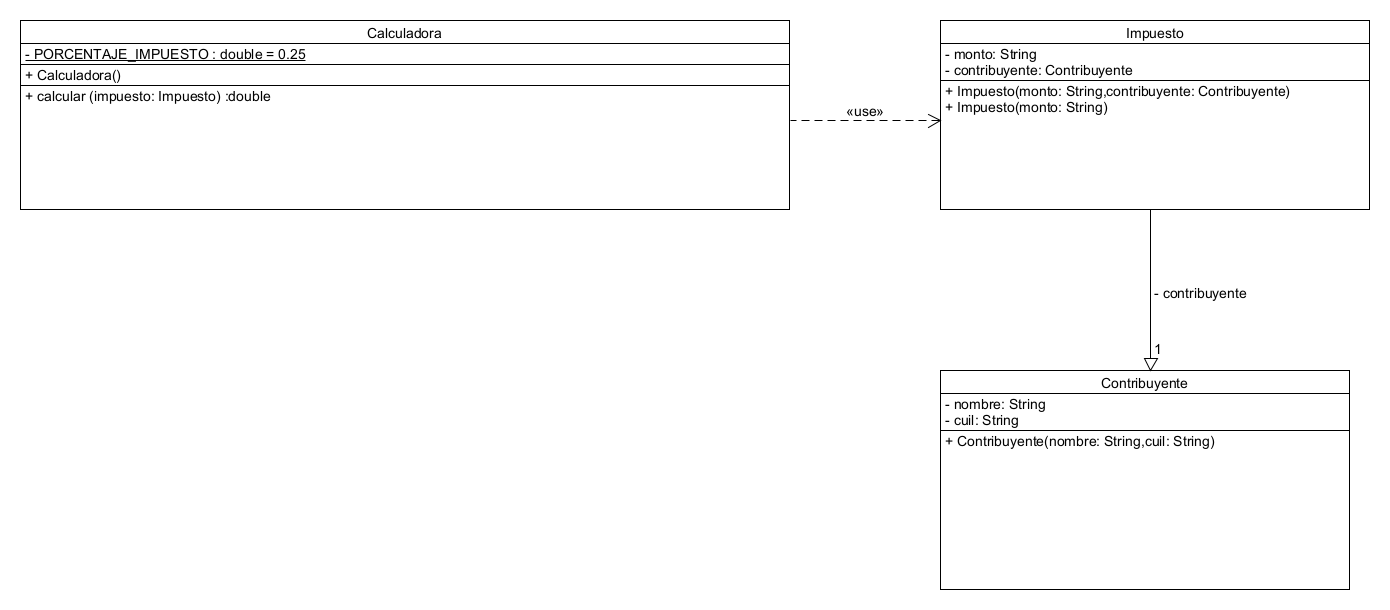 Calculadora
- PORCENTAJE_IMPUESTO : double = 0.25
+ Calculadora()
+ calcular (impuesto: Impuesto) :double
«use»
Impuesto
- monto: String
- contribuyente: Contribuyente
+ Impuesto(monto: String,contribuyente: Contribuyente)
+ Impuesto(monto: String)
- contribuyente
1
Contribuyente
- nombre: String
- cuil: String
+ Contribuyente(nombre: String,cuil: String)